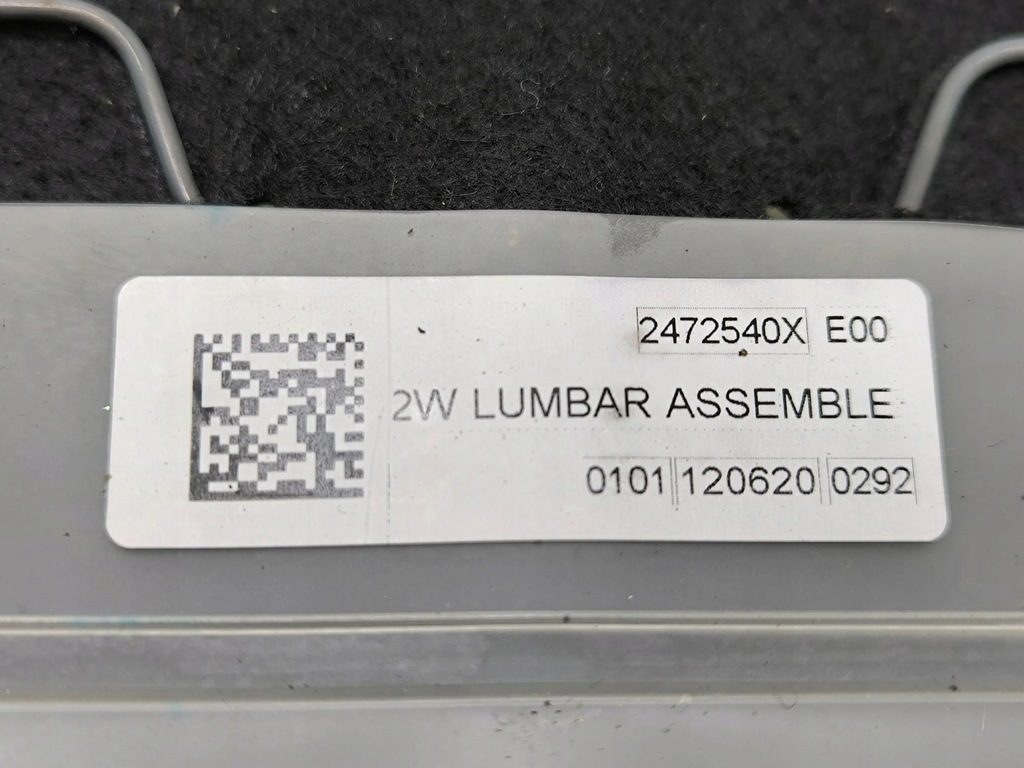 2472540X E00
2W LUMBAR ASSEMBLE
0101 120620 0292